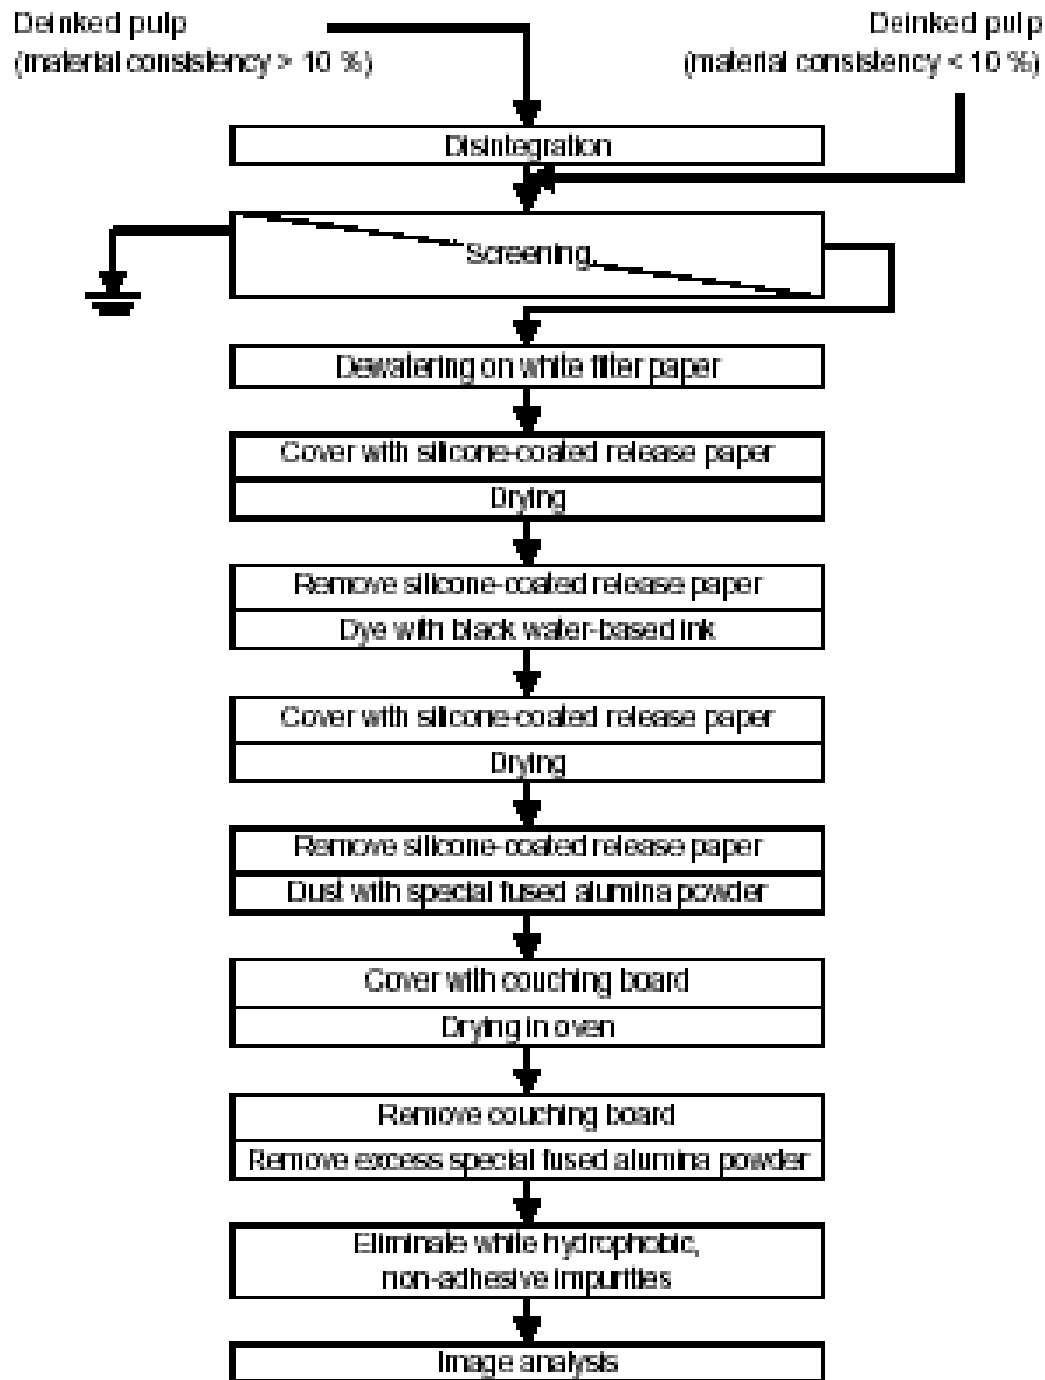 Deinked pulp
(material consistency > 10 %)
Deinked pulp
(material consistency < 10 %)
Disintegration
Screening
Dewatering on white filter paper
Cover with silicone-coated release paper
Drying
Remove silicone-coated release paper
Dye with black water-based ink
Cover with silicone-coated release paper
Drying
Remove silicone-coated release paper
Dust with special fused alumina powder
Cover with couching board
Drying in oven
Remove couching board
Remove excess special fused alumina powder
Eliminate white hydrophobic,
non-adhesive impurities
Image analysis